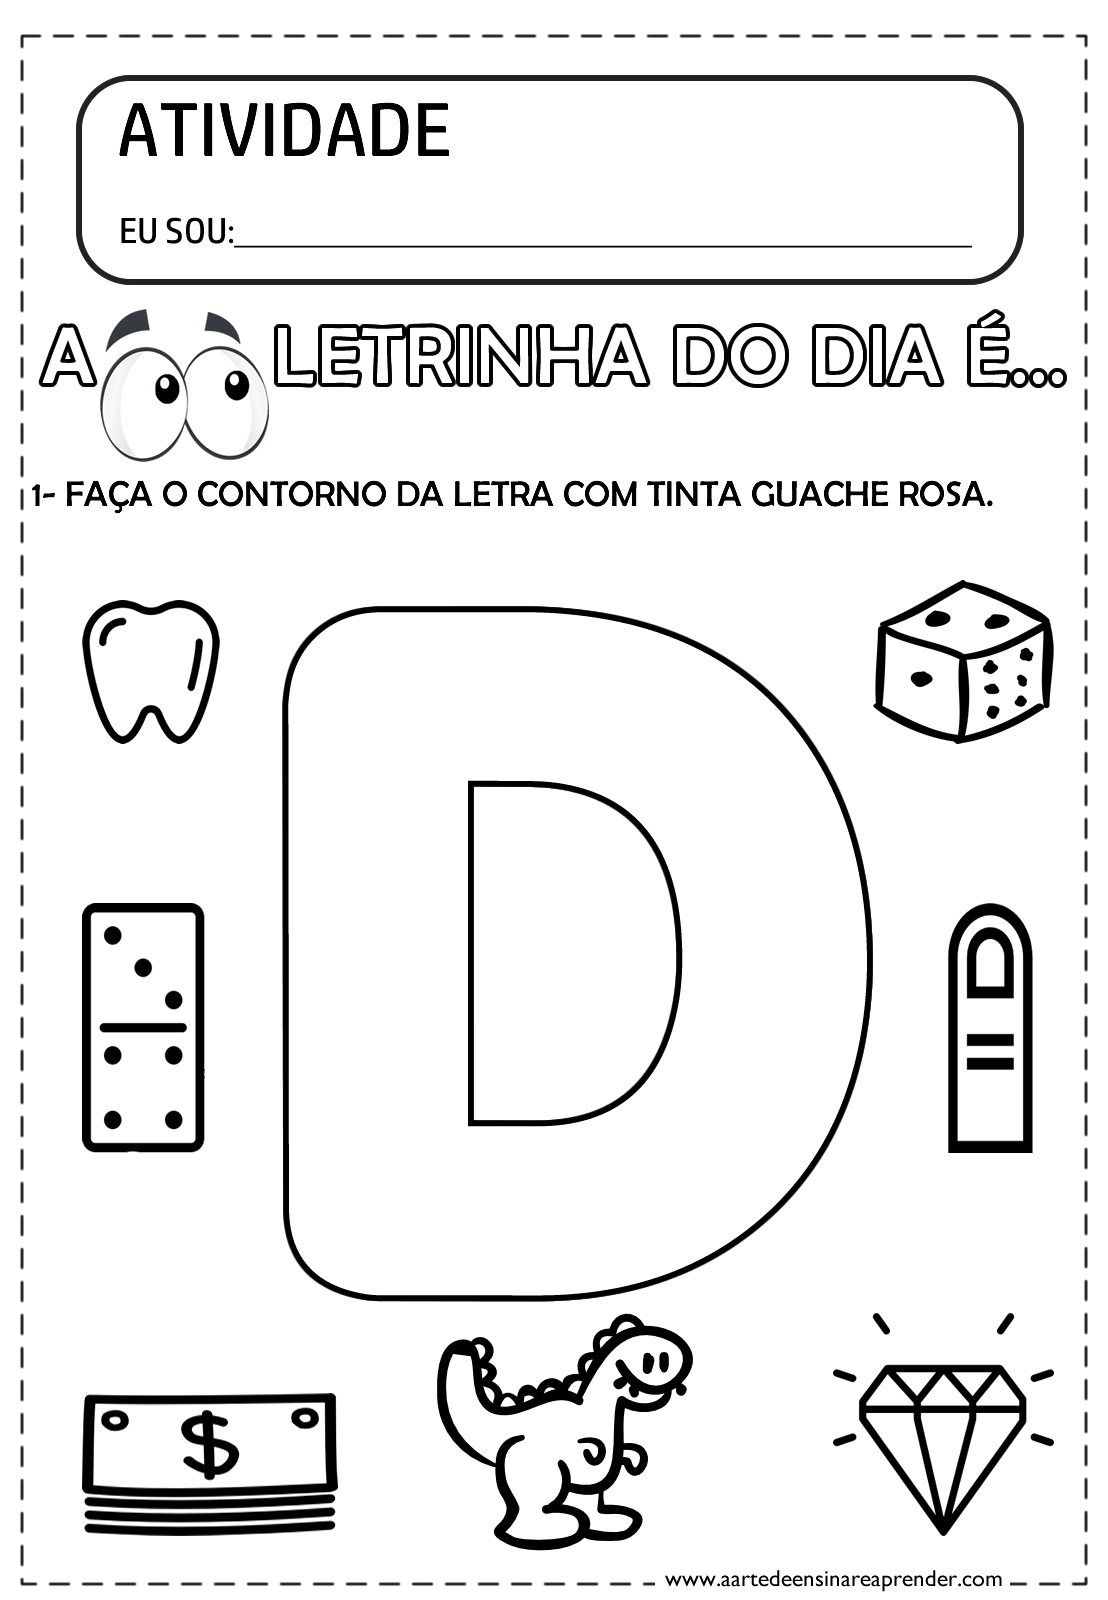 ATIVIDADE
EU SOU:
A LETRINHA DO DIA É...
1- FAÇA O CONTORNO DA LETRA COM TINTA GUACHE ROSA.
D
$
www.aartedeensinareaprender.com